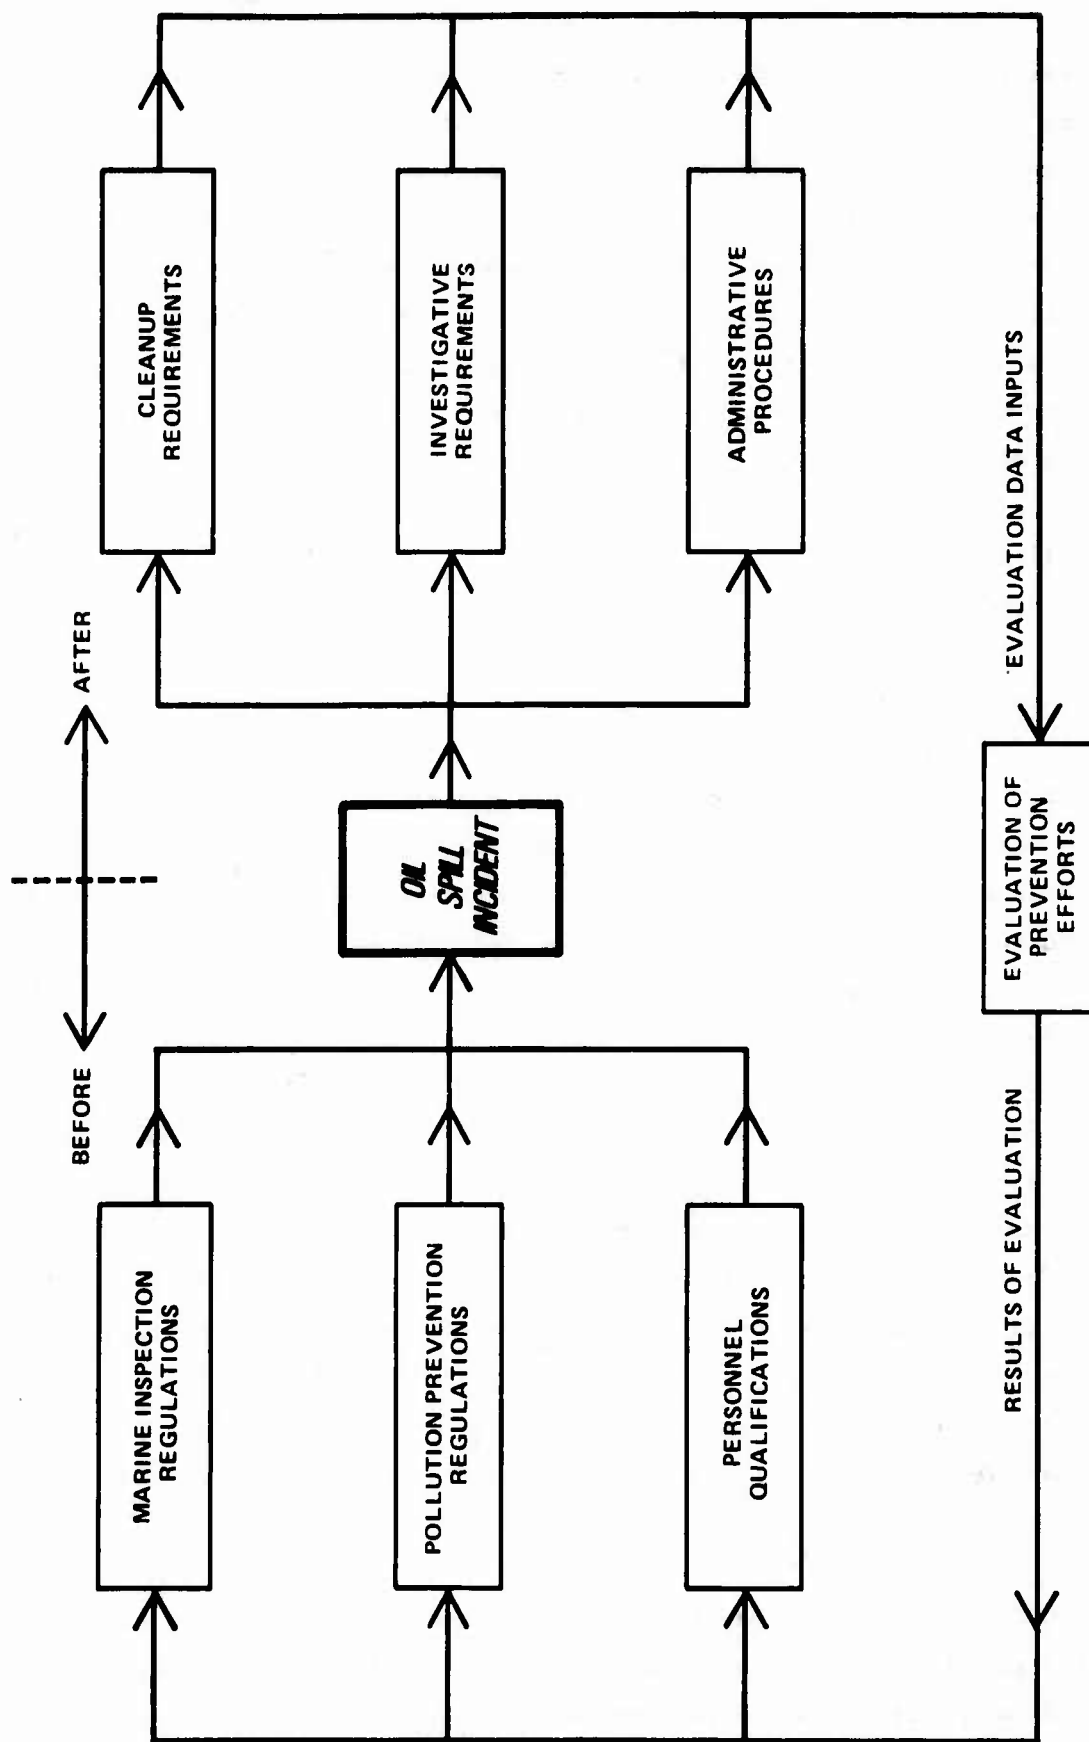 BEFORE
AFTER
MARINE INSPECTION
REGULATIONS
POLLUTION PREVENTION
REGULATIONS
PERSONNEL
QUALIFICATIONS
OIL
SPILL
INCIDENT
CLEANUP
REQUIREMENTS
INVESTIGATIVE
REQUIREMENTS
ADMINISTRATIVE
PROCEDURES
RESULTS OF EVALUATION
EVALUATION OF
PREVENTION
EFFORTS
EVALUATION DATA INPUTS